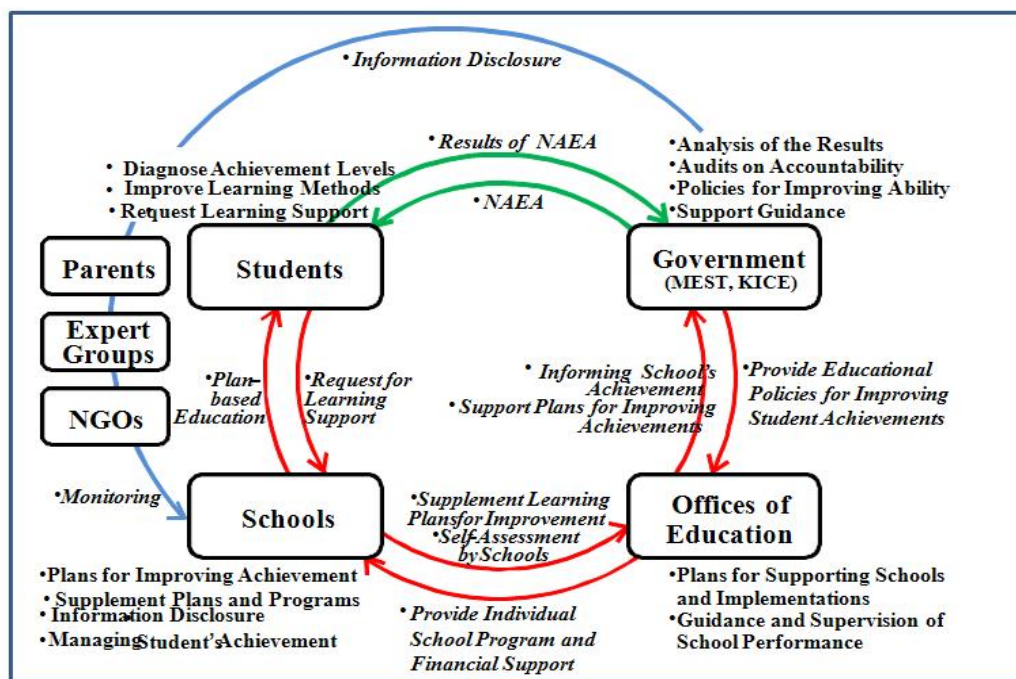 •Information Disclosure
•Results of NAEA
•NAEA
• Diagnose Achievement Levels
• Improve Learning Methods
• Request Learning Support
•Analysis of the Results
•Audits on Accountability
•Policies for Improving Ability
•Support Guidance
Parents
Expert
Groups
NGOs
Students
Government
(MEST, KICE)
•Plan-
based
Education
•Request for
Learning
Support
• Informing School's
Achievement
•Support Plans for Improving
Achievements
•Provide Educational
Policies for Improving
Student Achievements
•Monitoring
Schools
•Supplement Learning
Plansfor Improvement
•Self-Assessment
by Schools
Offices of
Education
•Plans for Improving Achievement
• Supplement Plans and Programs
•Information Disclosure
•Managing•Student's Achievement
• Provide Individual
School Program and
Financial Support
•Plans for Supporting Schools
and Implementations
•Guidance and Supervision of
School Performance